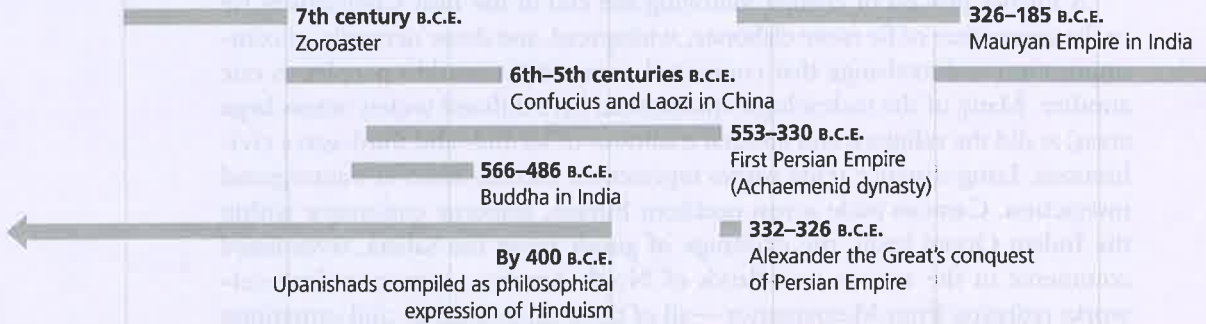 7th century B.C.E.
Zoroaster
326–185 B.C.E.
Mauryan Empire in India
6th–5th centuries B.C.E.
Confucius and Laozi in China
553–330 B.C.E.
First Persian Empire
(Achaemenid dynasty)
566–486 B.C.E.
Buddha in India
332–326 B.C.E.
Alexander the Great's conquest
of Persian Empire
By 400 B.C.E.
Upanishads compiled as philosophical
expression of Hinduism